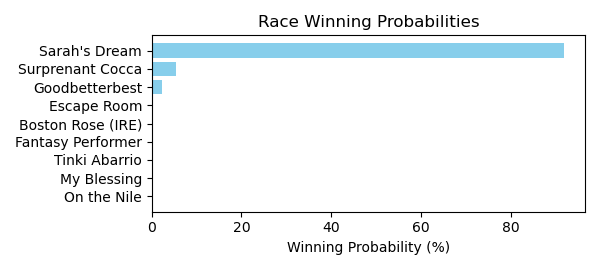 Race Winning Probabilities
Sarah's Dream
Surprenant Cocca
Goodbetterbest
Escape Room
Boston Rose (IRE)
Fantasy Performer
Tinki Abarrio
My Blessing
On the Nile
0 20 40 60 80
Winning Probability (%)